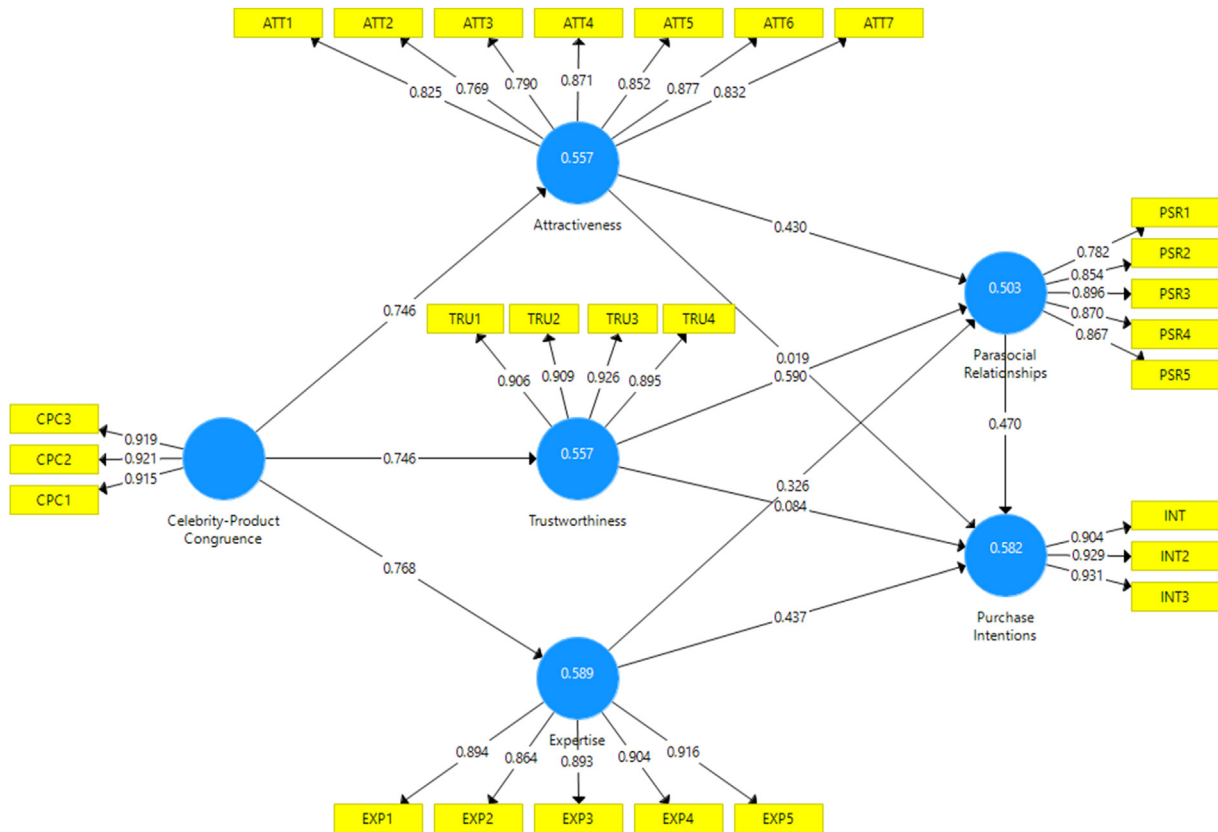 ATT1 ATT2 ATT3 ATT4 ATT5 ATT6 ATT7
0.825 0.769 0.790 0.871 0.852 0.877 0.832
0.557
Attractiveness
0.430
PSR1
PSR2
PSR3
PSR4
PSR5
0.782
0.854
0.896
0.870
0.867
0.503
Parasocial
Relationships
0.746
TRU1 TRU2 TRU3 TRU4
0.906 0.909 0.926 0.895
0.019
0.590
0.470
CPC3
CPC2
CPC1
0.919
0.921
0.915
Celebrity-Product
Congruence
0.746
0.557
Trustworthiness
0.326
0.084
0.768
0.437
0.582
Purchase
Intentions
0.904
0.929
0.931
INT
INT2
INT3
0.589
Expertise
0.894 0.864 0.893 0.904 0.916
EXP1 EXP2 EXP3 EXP4 EXP5